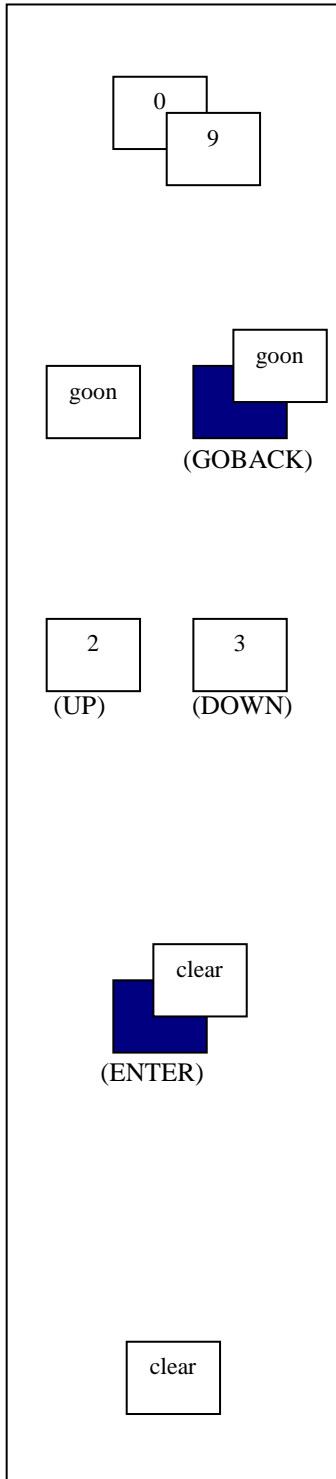 0
9
goon
goon
(GOBACK)
2 3
(UP) (DOWN)
clear
(ENTER)
clear